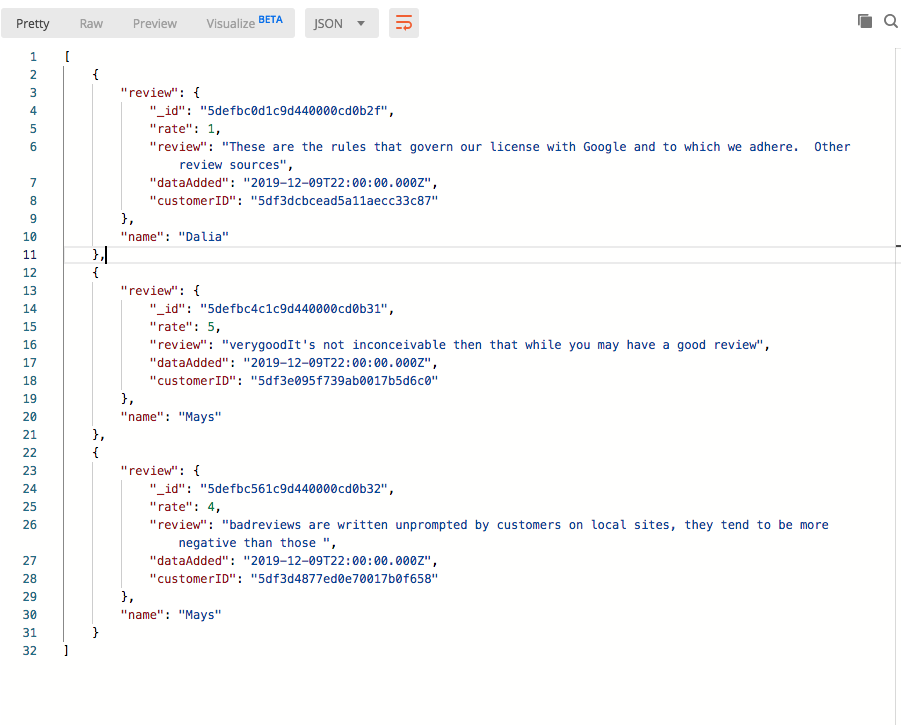 Pretty Raw Preview Visualize BETA JSON
1 [
2 {
3 "review": {
4 "_id": "5defbc0d1c9d440000cd0b2f",
5 "rate": 1,
6 "review": "These are the rules that govern our license with Google and to which we adhere.  Other
review sources",
7 "dataAdded": "2019-12-09T22:00:00.000Z",
8 "customerID": "5df3dcbcead5a11aecc33c87"
9 },
10 "name": "Dalia"
11 },
12 {
13 "review": {
14 "_id": "5defbc4c1c9d440000cd0b31",
15 "rate": 5,
16 "review": "verygoodIt's not inconceivable then that while you may have a good review",
17 "dataAdded": "2019-12-09T22:00:00.000Z",
18 "customerID": "5df3e095f739ab0017b5d6c0"
19 },
20 "name": "Mays"
21 },
22 {
23 "review": {
24 "_id": "5defbc561c9d440000cd0b32",
25 "rate": 4,
26 "review": "badreviews are written unprompted by customers on local sites, they tend to be more
negative than those ",
27 "dataAdded": "2019-12-09T22:00:00.000Z",
28 "customerID": "5df3d4877ed0e70017b0f658"
29 },
30 "name": "Mays"
31 }
32 ]